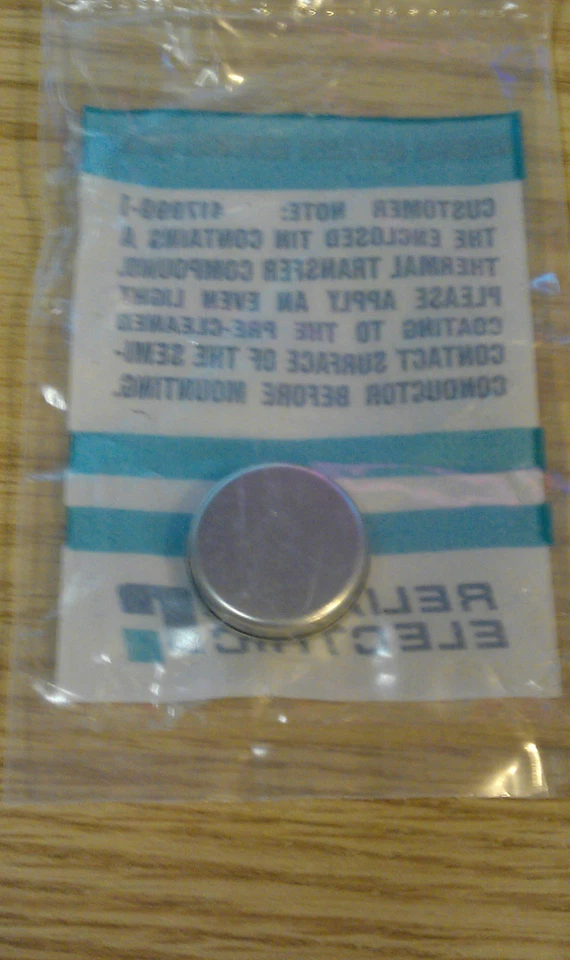 CUSTOMER NOTE:
THE ENCLOSED TIN CONTAINS A
THERMAL TRANSFER COMPOUND.
PLEASE APPLY AN EVEN LIGHT
COATING TO THE PRE-CLEANED
CONTACT SURFACE OF THE SEMI-
CONDUCTOR BEFORE MOUNTING.
ELECTRIC